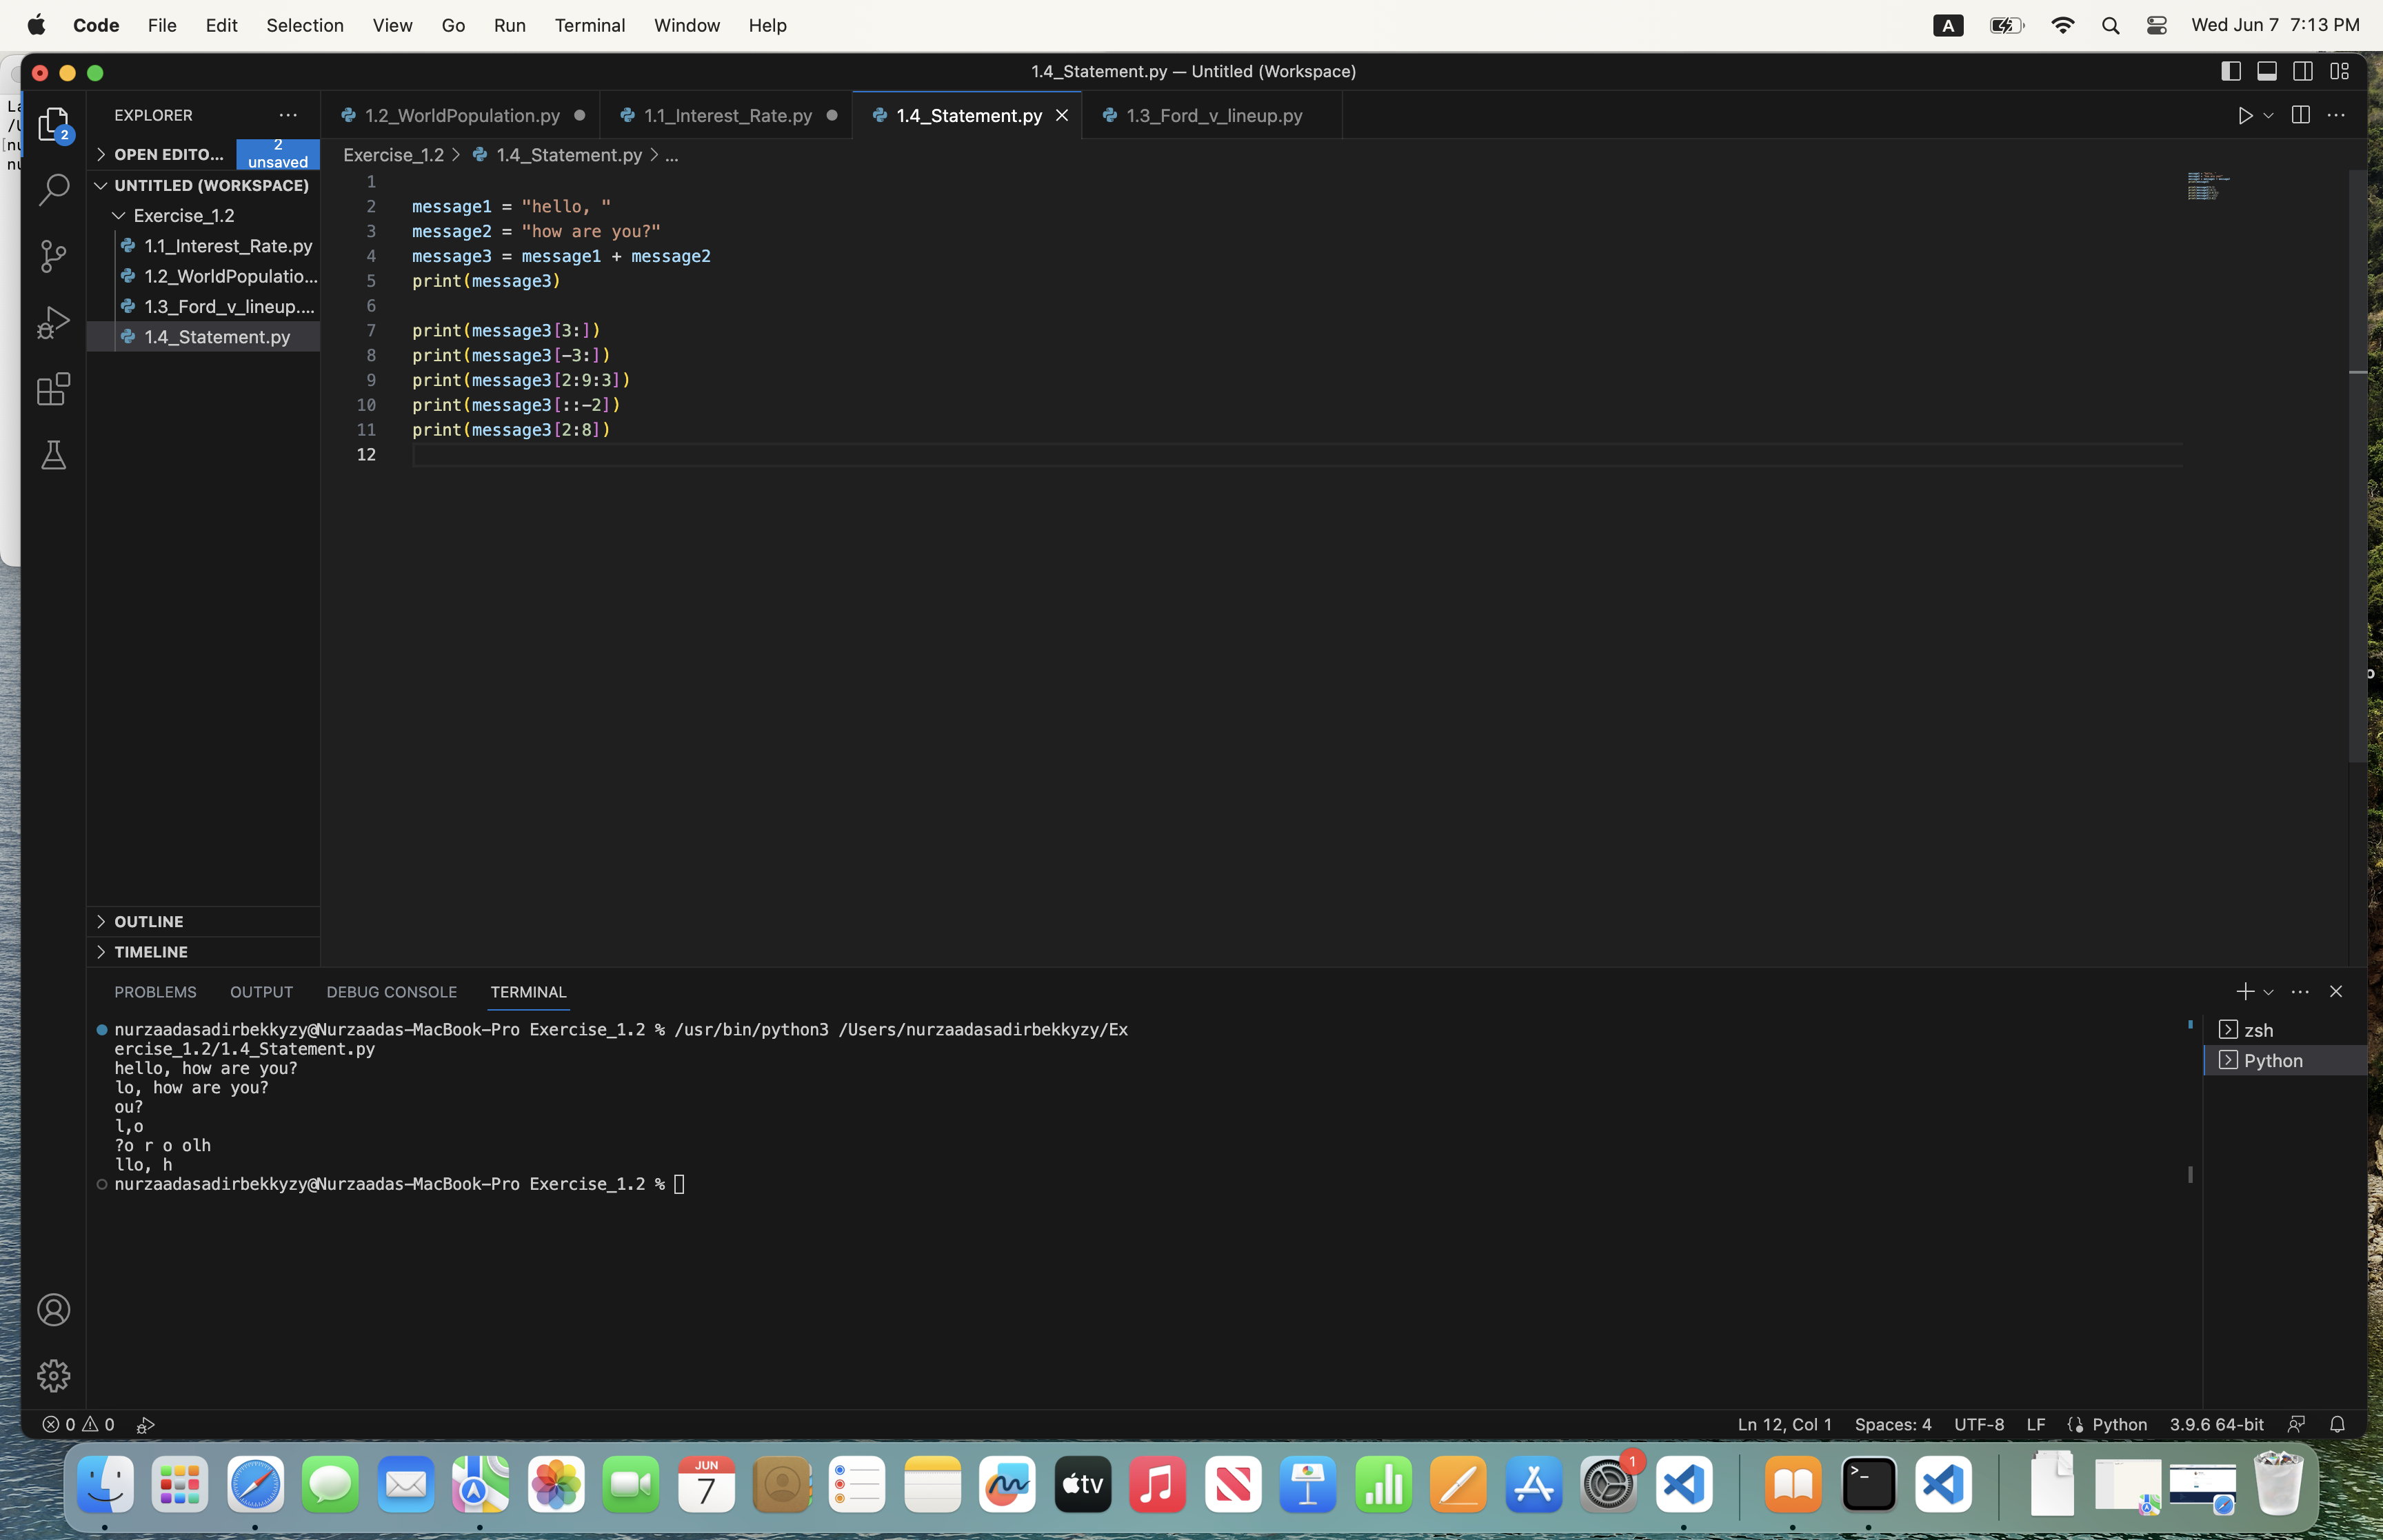 Code File Edit Selection View Go Run Terminal Window Help A Wed Jun 7 7:13 PM
1.4_Statement.py — Untitled (Workspace)
EXPLORER ...
1.2_WorldPopulation.py 1.1_Interest_Rate.py 1.4_Statement.py 1.3_Ford_v_lineup.py
OPEN EDITO... 2 unsaved
Exercise_1.2 > 1.4_Statement.py > ...
UNTITLED (WORKSPACE)
Exercise_1.2
1.1_Interest_Rate.py
1.2_WorldPopulatio...
1.3_Ford_v_lineup....
1.4_Statement.py
1
2 message1 = "hello, "
3 message2 = "how are you?"
4 message3 = message1 + message2
5 print(message3)
6
7 print(message3[3:])
8 print(message3[-3:])
9 print(message3[2:9:3])
10 print(message3[::-2])
11 print(message3[2:8])
12
OUTLINE
TIMELINE
PROBLEMS OUTPUT DEBUG CONSOLE TERMINAL
nurzaadasadirbekkyzy@Nurzaadas-MacBook-Pro Exercise_1.2 % /usr/bin/python3 /Users/nurzaadasadirbekkyzy/Ex
ercise_1.2/1.4_Statement.py
hello, how are you?
lo, how are you?
ou?
l,o
?o r o olh
llo, h
nurzaadasadirbekkyzy@Nurzaadas-MacBook-Pro Exercise_1.2 %
zsh
Python
0 0 Ln 12, Col 1 Spaces: 4 UTF-8 LF Python 3.9.6 64-bit
JUN
7
tv
1
2